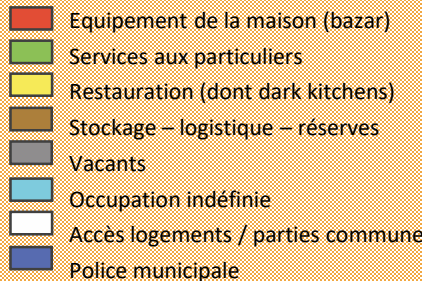 Equipement de la maison (bazar)
Services aux particuliers
Restauration (dont dark kitchens)
Stockage – logistique – réserves
Vacants
Occupation indéfinie
Accès logements / parties commune
Police municipale